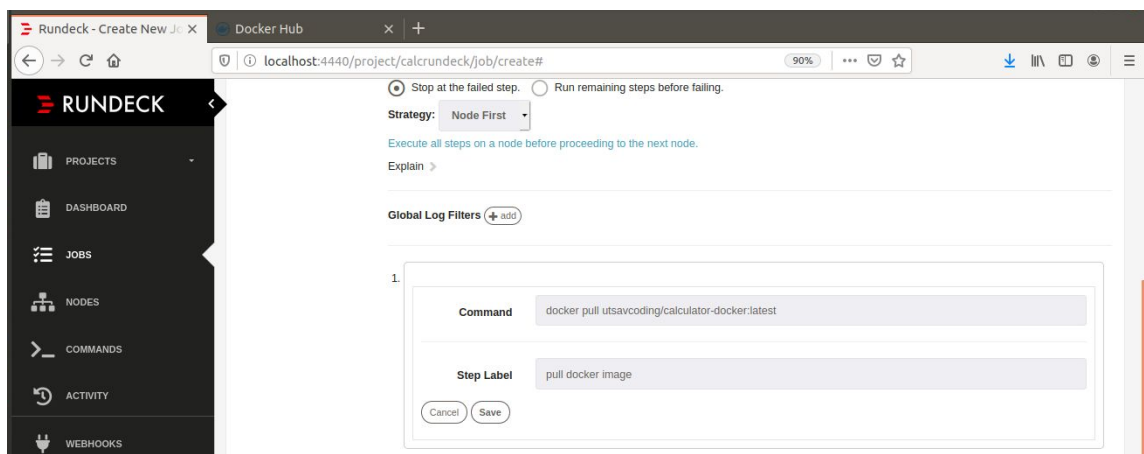 Rundeck - Create New Jo
Docker Hub
localhost:4440/project/calcrundeck/job/create#
90%
RUNDECK
PROJECTS
DASHBOARD
JOBS
NODES
COMMANDS
ACTIVITY
WEBHOOKS
Stop at the failed step. Run remaining steps before failing.
Strategy: Node First
Execute all steps on a node before proceeding to the next node.
Explain
Global Log Filters + add
1.
Command docker pull utsavcoding/calculator-docker:latest
Step Label pull docker image
Cancel Save